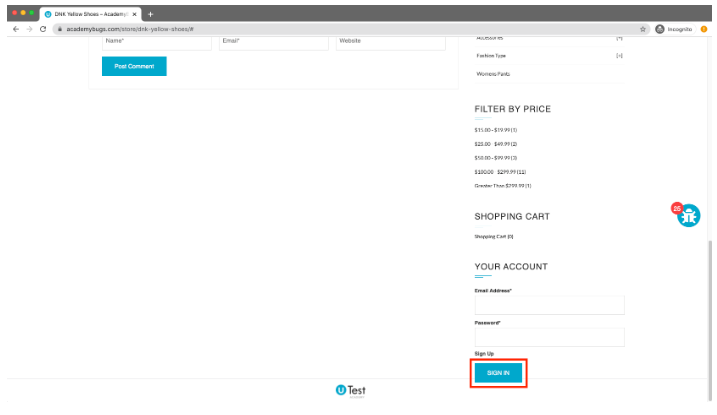 DNK Yellow Shoes – Academy
academybugs.com/store/dnk-yellow-shoes/#
Incognito
Name*
Email*
Website
Post Comment
Accessories
[+]
Fashion Type
[+]
Womens Pants
FILTER BY PRICE
$15.00 - $19.99 (1)
$25.00 - $49.99 (2)
$50.00 - $99.99 (3)
$100.00 - $299.99 (11)
Greater Than $299.99 (1)
SHOPPING CART
25
Shopping Cart (0)
YOUR ACCOUNT
Email Address*
Password*
Sign Up
SIGN IN
uTest